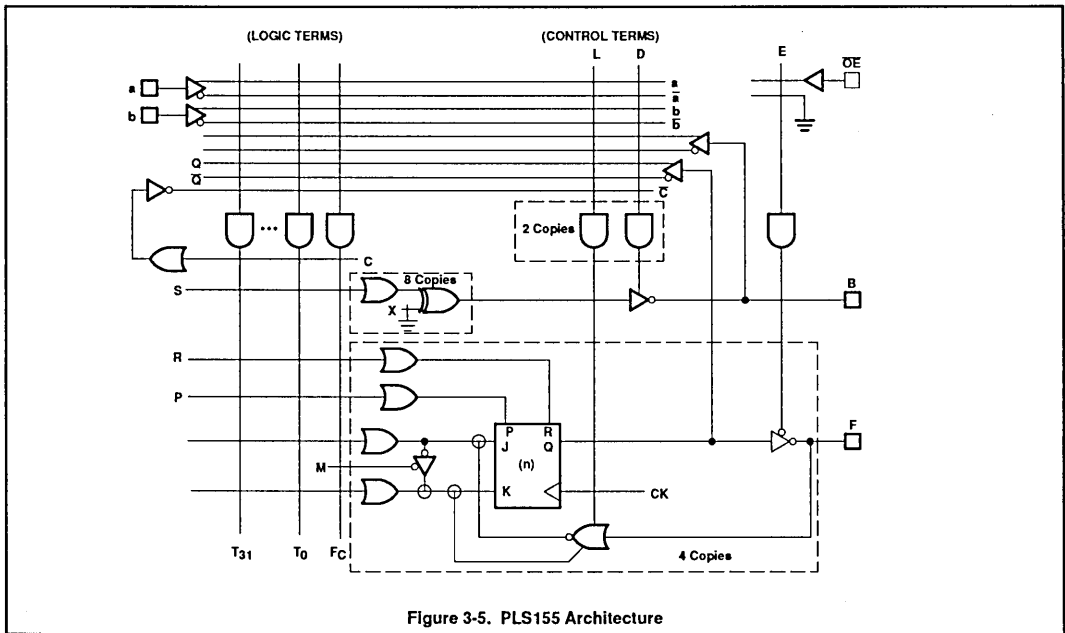 (LOGIC TERMS) (CONTROL TERMS)
L D E
O̅E̅
a a
a̅
b b
b̅
Q
Q̅
C̅
2 Copies
C
S 8 Copies
X
B
R
P
P R F
J Q
(n)
M
K CK
4 Copies
T31 T0 FC
Figure 3-5. PLS155 Architecture